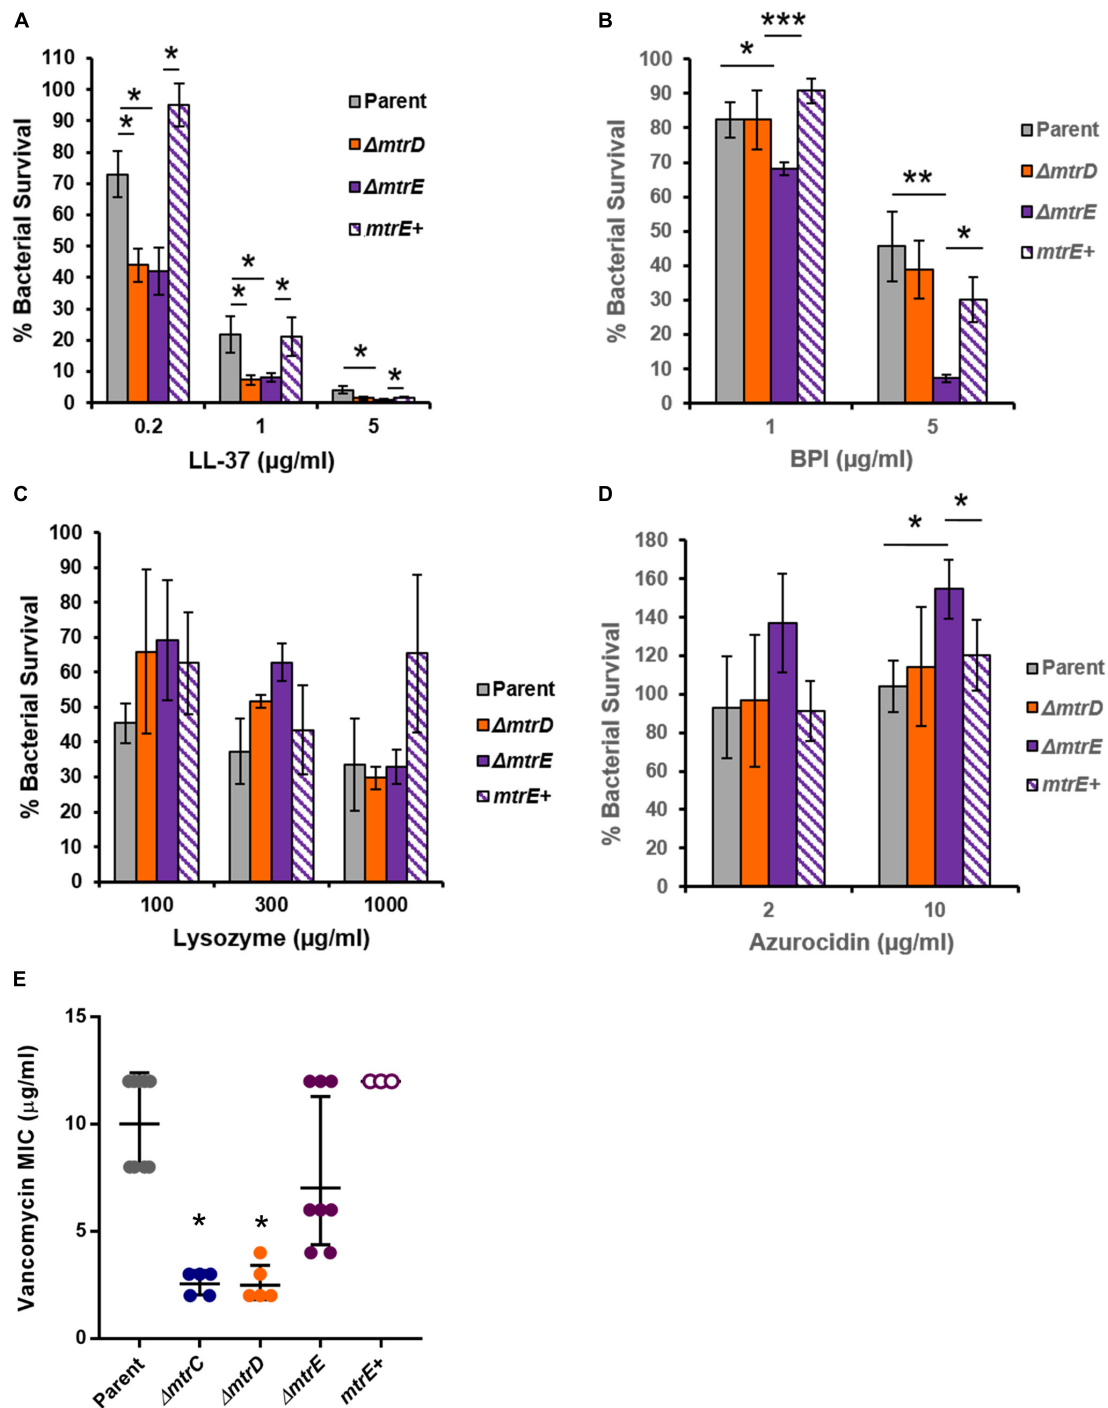 A
% Bacterial Survival
110
100
90
80
70
60
50
40
30
20
10
0
*
*
*
*
*
*
*
*
0.2
1
5
LL-37 (µg/ml)
Parent
ΔmtrD
ΔmtrE
mtrE+
B
% Bacterial Survival
100
90
80
70
60
50
40
30
20
10
0
***
*
**
*
1
5
BPI (µg/ml)
Parent
ΔmtrD
ΔmtrE
mtrE+
C
% Bacterial Survival
100
90
80
70
60
50
40
30
20
10
0
100
300
1000
Lysozyme (µg/ml)
Parent
ΔmtrD
ΔmtrE
mtrE+
D
% Bacterial Survival
180
160
140
120
100
80
60
40
20
0
*
*
2
10
Azurocidin (µg/ml)
Parent
ΔmtrD
ΔmtrE
mtrE+
E
Vancomycin MIC (µg/ml)
15
10
5
0
*
*
Parent
ΔmtrC
ΔmtrD
ΔmtrE
mtrE+